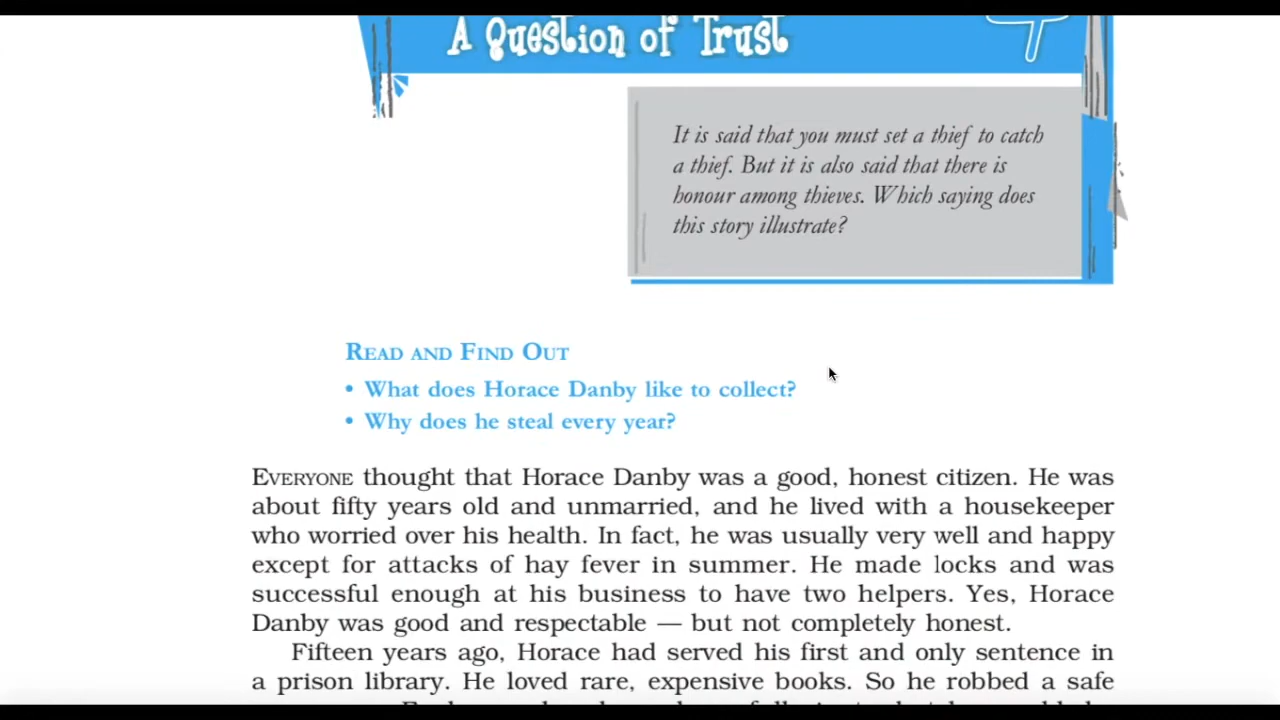 A Question of Trust
It is said that you must set a thief to catch
a thief. But it is also said that there is
honour among thieves. Which saying does
this story illustrate?
READ AND FIND OUT
• What does Horace Danby like to collect?
• Why does he steal every year?
EVERYONE thought that Horace Danby was a good, honest citizen. He was
about fifty years old and unmarried, and he lived with a housekeeper
who worried over his health. In fact, he was usually very well and happy
except for attacks of hay fever in summer. He made locks and was
successful enough at his business to have two helpers. Yes, Horace
Danby was good and respectable — but not completely honest.
Fifteen years ago, Horace had served his first and only sentence in
a prison library. He loved rare, expensive books. So he robbed a safe